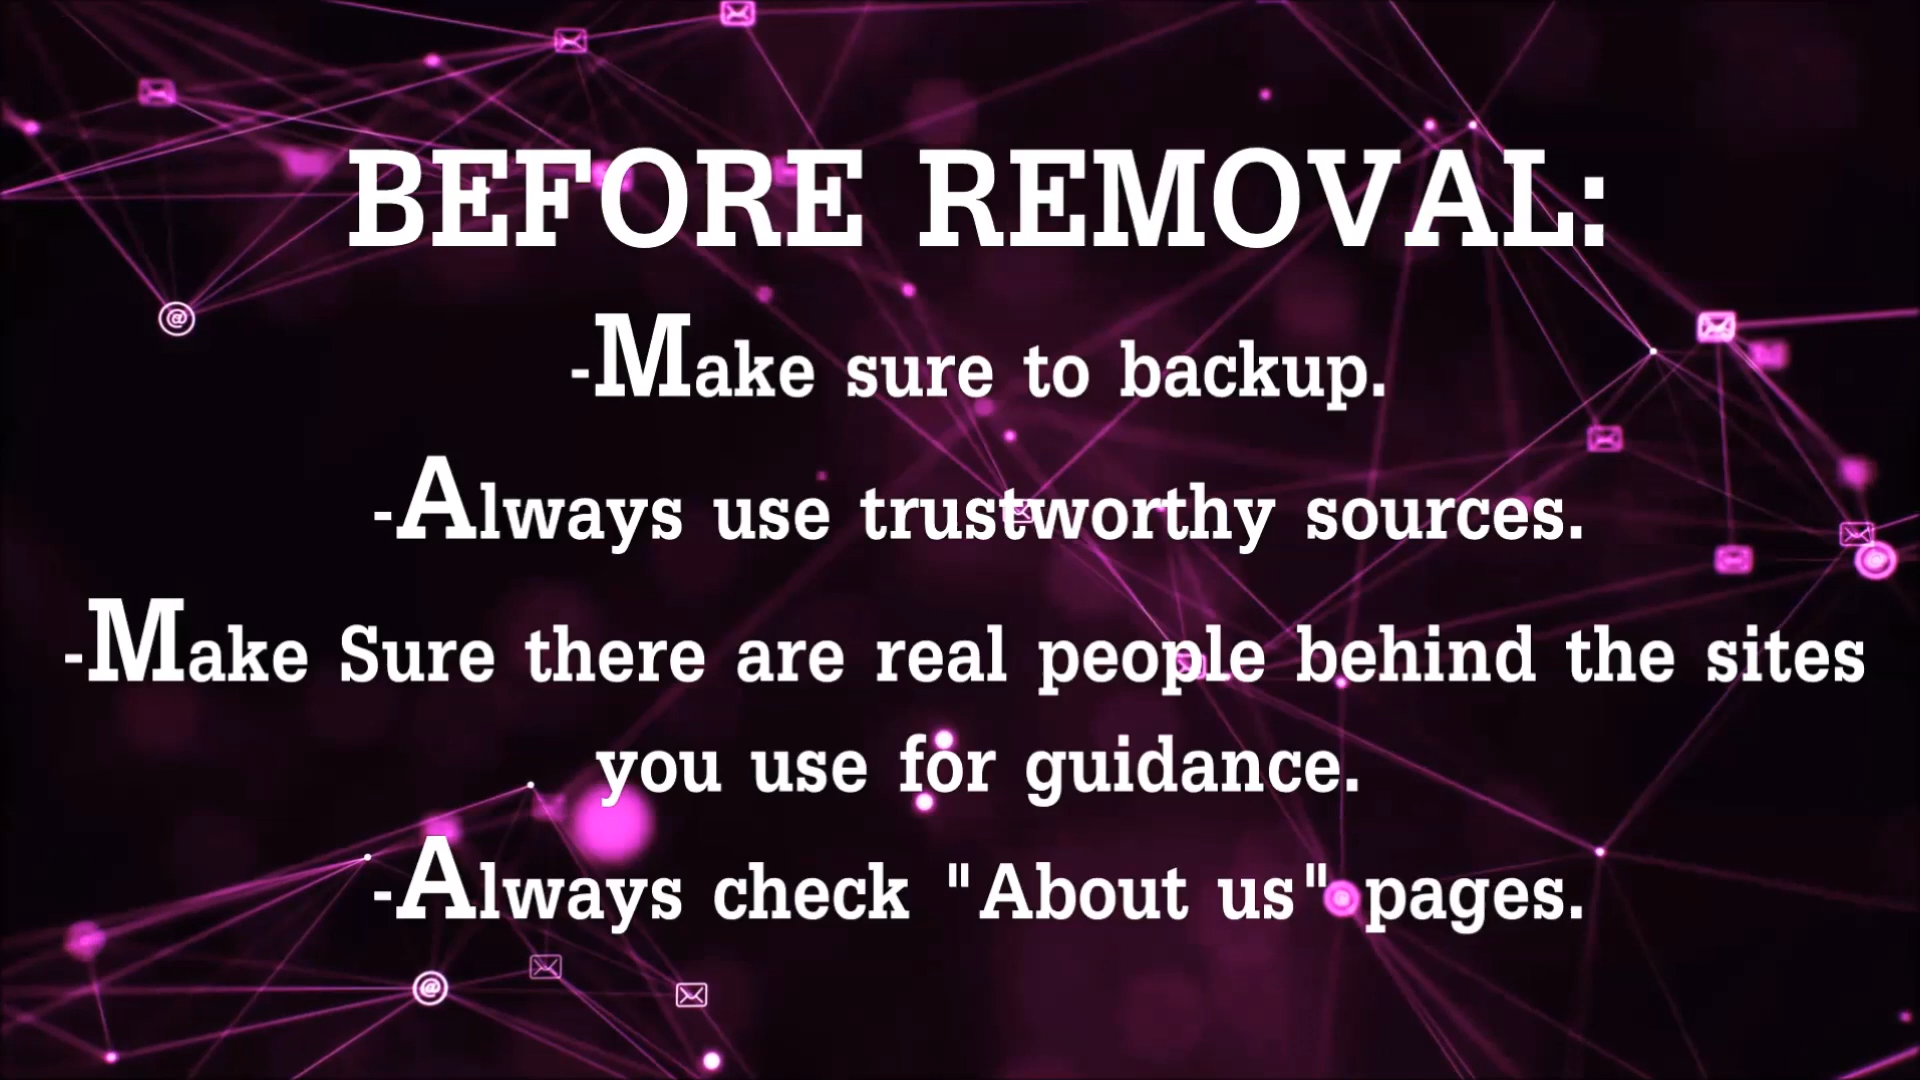 BEFORE REMOVAL:
-Make sure to backup.
-Always use trustworthy sources.
-Make Sure there are real people behind the sites
you use for guidance.
-Always check "About us" pages.